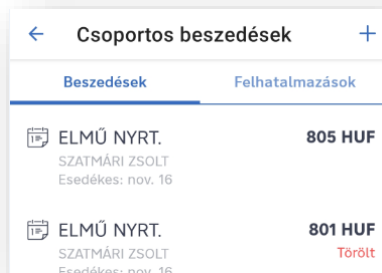 Csoportos beszedések
Beszedések
Felhatalmazások
ELMŰ NYRT.
805 HUF
SZATMÁRI ZSOLT
Esedékes: nov. 16
ELMŰ NYRT.
801 HUF
SZATMÁRI ZSOLT
Törölt
Esedékes: nov. 16